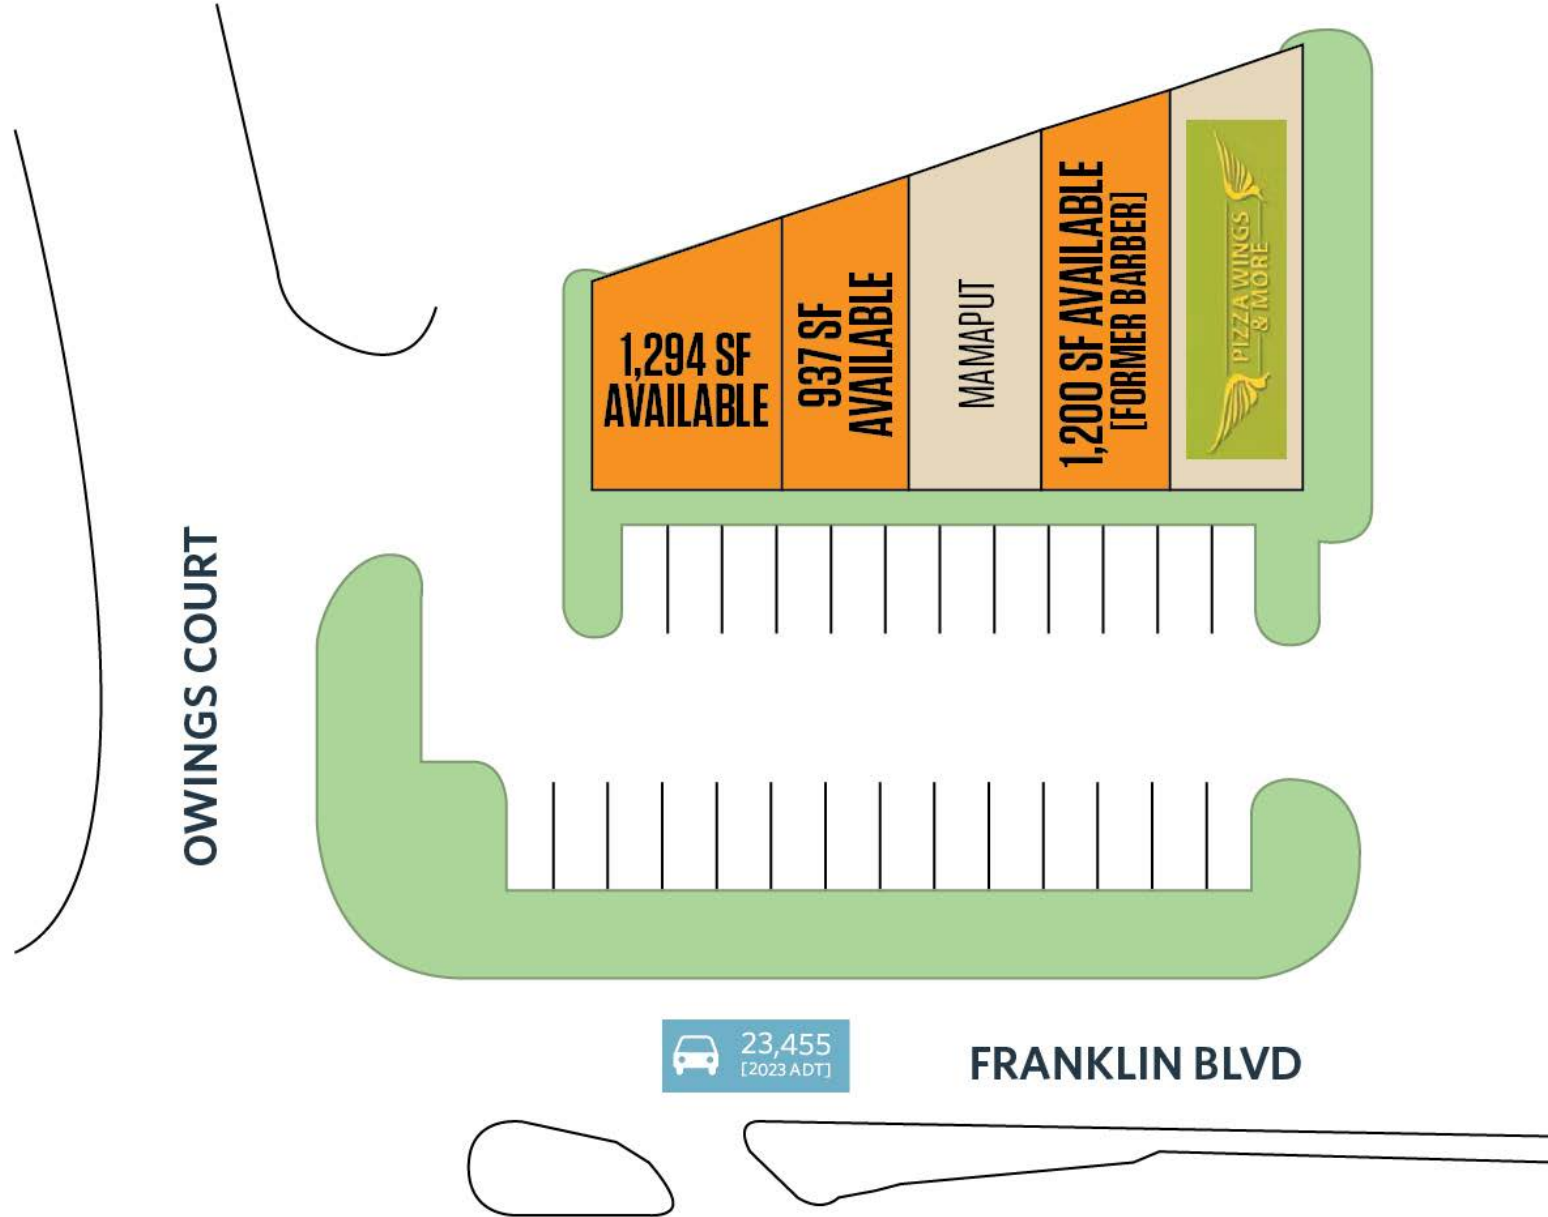 1,294 SF
AVAILABLE
937 SF
AVAILABLE
MAMAPUT
1,200 SF AVAILABLE
[FORMER BARBER]
PIZZA WINGS
& MORE
OWINGS COURT
23,455
[2023 ADT]
FRANKLIN BLVD